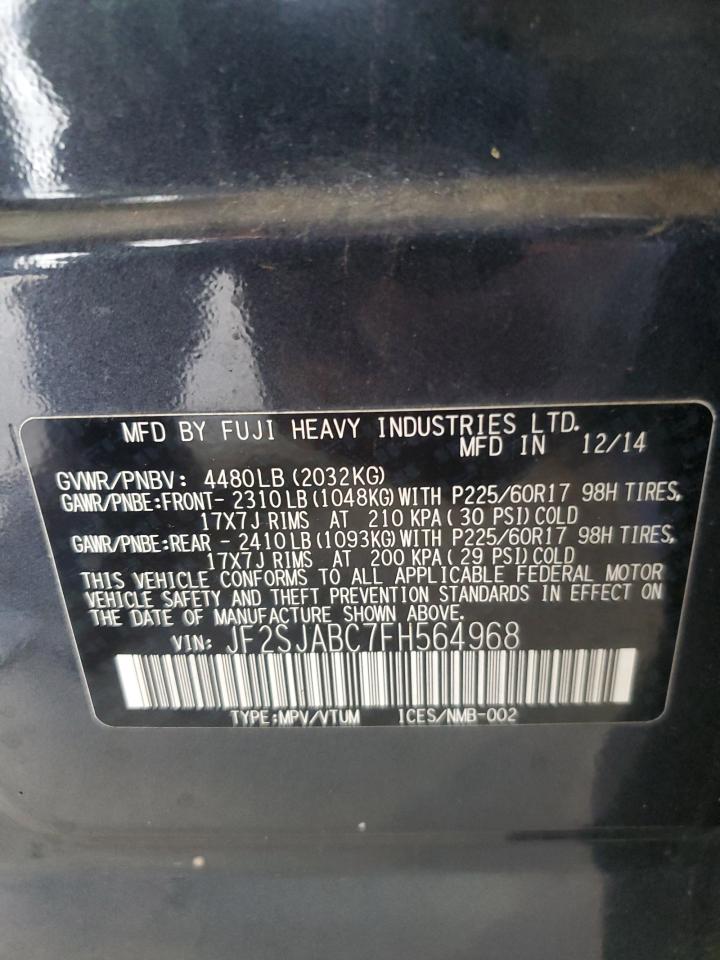 MFD BY FUJI HEAVY INDUSTRIES LTD.
MFD IN 12/14
GVWR/PNBV: 4480LB (2032KG)
GAWR/PNBE:FRONT- 2310LB (1048KG) WITH P225/60R17 98H TIRES,
17X7J RIMS AT 210 KPA ( 30 PSI) COLD
GAWR/PNBE:REAR - 2410LB (1093KG) WITH P225/60R17 98H TIRES,
17X7J RIMS AT 200 KPA ( 29 PSI) COLD
THIS VEHICLE CONFORMS TO ALL APPLICABLE FEDERAL MOTOR
VEHICLE SAFETY AND THEFT PREVENTION STANDARDS IN EFFECT ON
THE DATE OF MANUFACTURE SHOWN ABOVE.
VIN: JF2SJABC7FH564968
TYPE:MPV/VTUM ICES/NMB-002